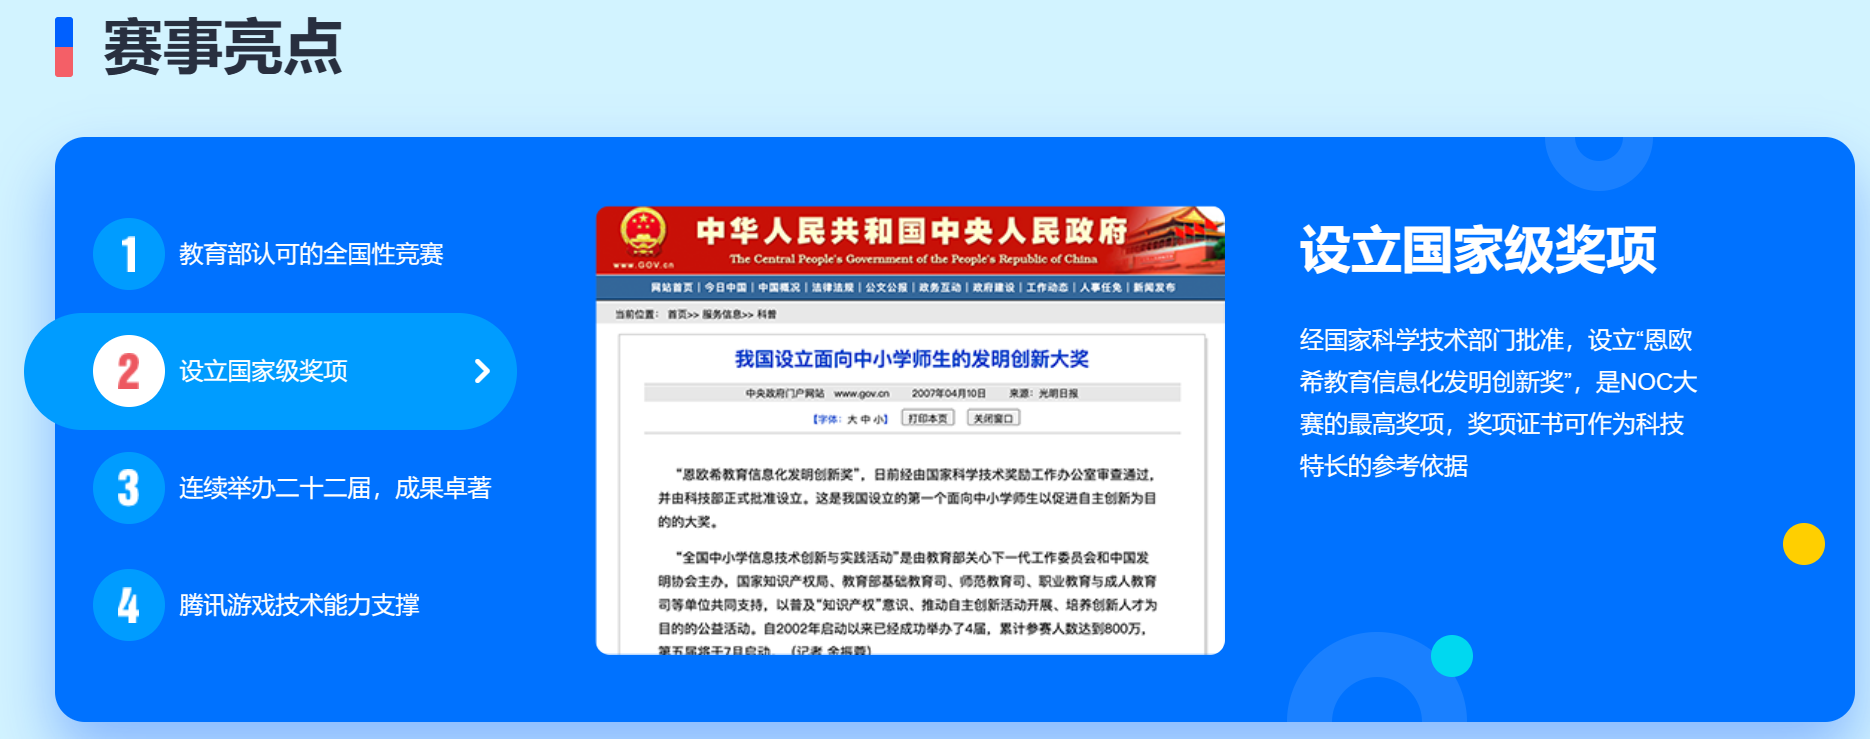 赛事亮点
1 教育部认可的全国性竞赛
2 设立国家级奖项
3 连续举办二十二届，成果卓著
4 腾讯游戏技术能力支撑
中华人民共和国中央人民政府
www.GOV.cn
The Central People's Government of the People's Republic of China
网站首页 | 今日中国 | 中国概况 | 法律法规 | 公文公报 | 政务互动 | 政府建设 | 工作动态 | 人事任免 | 新闻发布
当前位置： 首页>> 服务信息>> 科普
我国设立面向中小学师生的发明创新大奖
中央政府门户网站 www.gov.cn 2007年04月10日 来源：光明日报
【字体：大 中 小】 打印本页 关闭窗口
“恩欧希教育信息化发明创新奖”，日前经由国家科学技术奖励工作办公室审查通过，
并由科技部正式批准设立。这是我国设立的第一个面向中小学师生以促进自主创新为目
的的大奖。
“全国中小学信息技术创新与实践活动”是由教育部关心下一代工作委员会和中国发
明协会主办，国家知识产权局、教育部基础教育司、师范教育司、职业教育与成人教育
司等单位共同支持，以普及“知识产权”意识、推动自主创新活动开展、培养创新人才为
目的的公益活动。自2002年启动以来已经成功举办了4届，累计参赛人数达到800万，
第五届将于7月启动。（记者 金振蓉）
设立国家级奖项
经国家科学技术部门批准，设立“恩欧
希教育信息化发明创新奖”，是NOC大
赛的最高奖项，奖项证书可作为科技
特长的参考依据